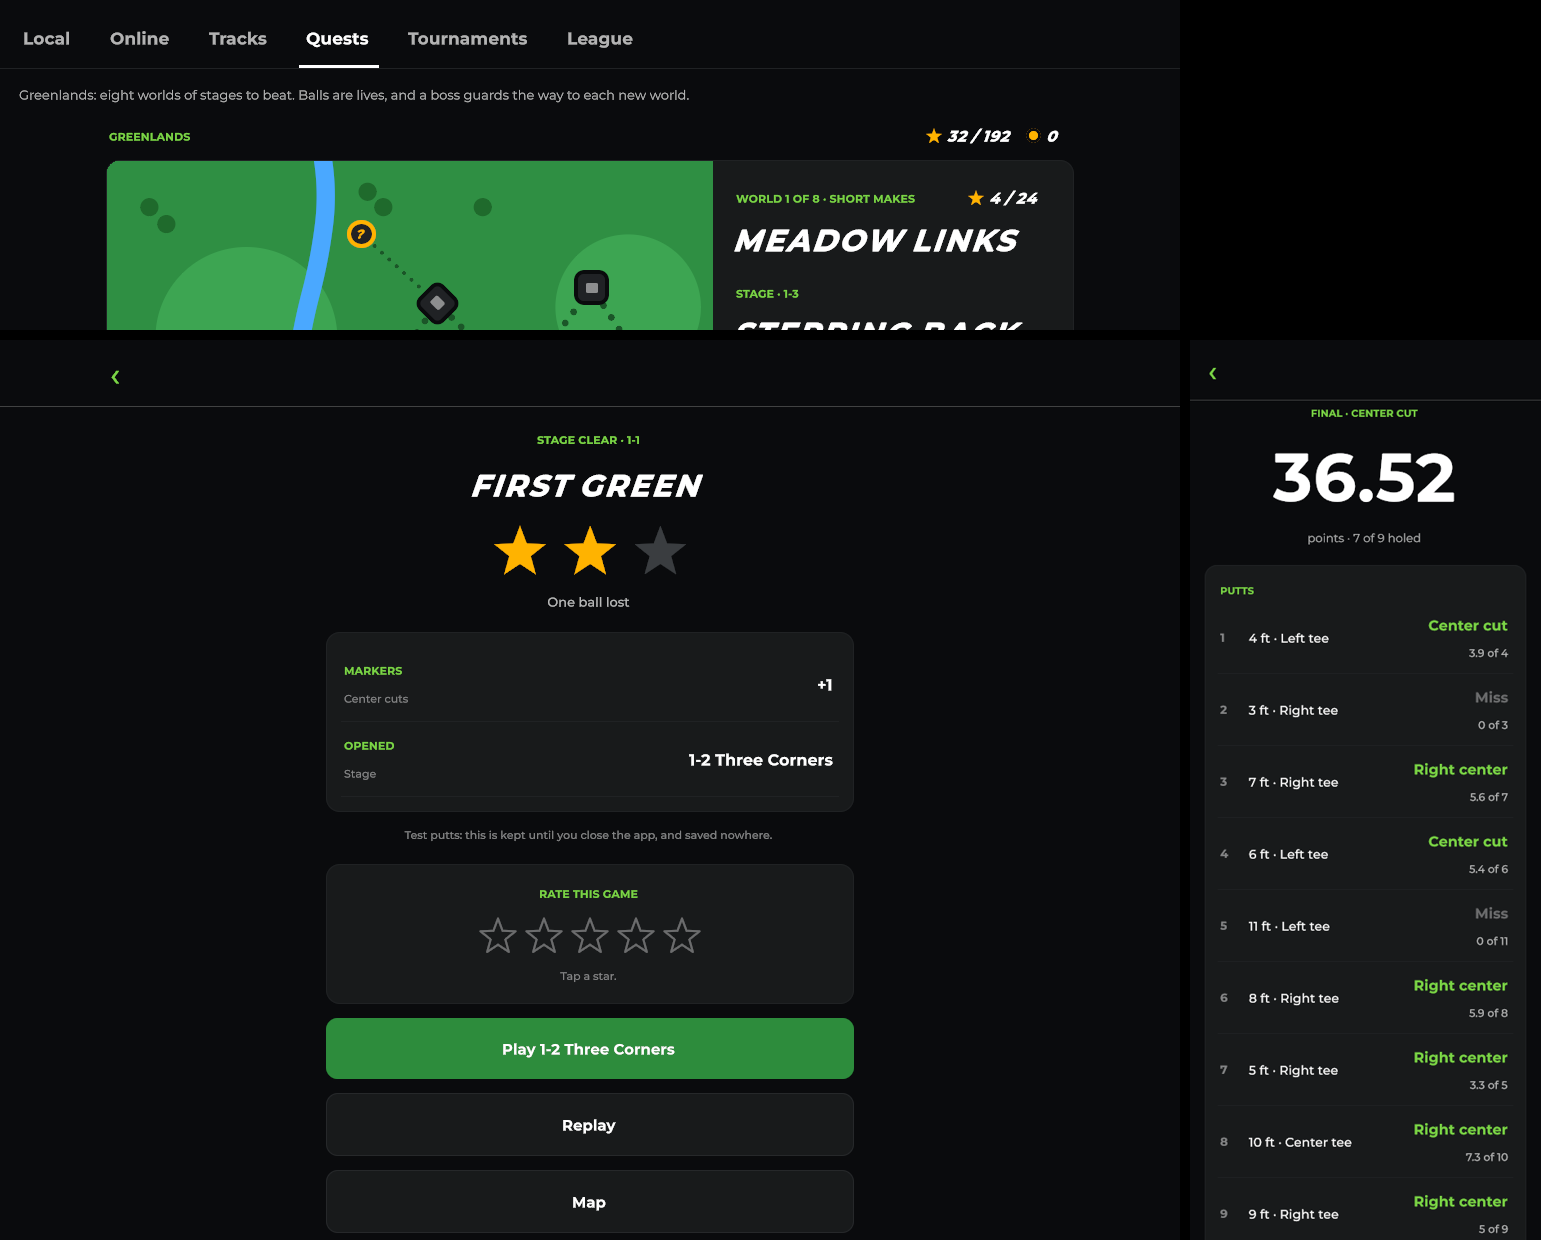 Local Online Tracks Quests Tournaments League
Greenlands: eight worlds of stages to beat. Balls are lives, and a boss guards the way to each new world.
GREENLANDS
32 / 192 0
WORLD 1 OF 8 · SHORT MAKES
4 / 24
MEADOW LINKS
STAGE · 1-3
STEPPING BACK
?
STAGE CLEAR · 1-1
FIRST GREEN
One ball lost
MARKERS
Center cuts
+1
OPENED
Stage
1-2 Three Corners
Test putts: this is kept until you close the app, and saved nowhere.
RATE THIS GAME
Tap a star.
Play 1-2 Three Corners
Replay
Map
FINAL · CENTER CUT
36.52
points · 7 of 9 holed
PUTTS
1 4 ft · Left tee Center cut
3.9 of 4
2 3 ft · Right tee Miss
0 of 3
3 7 ft · Right tee Right center
5.6 of 7
4 6 ft · Left tee Center cut
5.4 of 6
5 11 ft · Left tee Miss
0 of 11
6 8 ft · Right tee Right center
5.9 of 8
7 5 ft · Right tee Right center
3.3 of 5
8 10 ft · Center tee Right center
7.3 of 10
9 9 ft · Right tee Right center
5 of 9